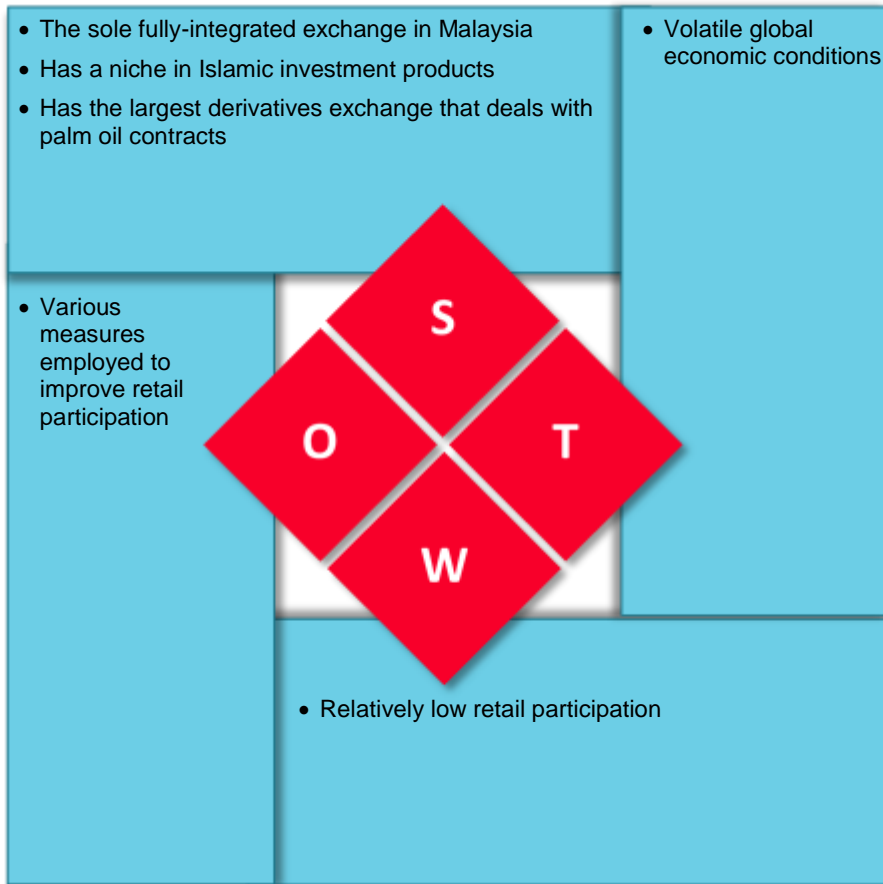 • The sole fully-integrated exchange in Malaysia
• Has a niche in Islamic investment products
• Has the largest derivatives exchange that deals with
palm oil contracts
• Volatile global
economic conditions
• Various
measures
employed to
improve retail
participation
S
O
T
W
• Relatively low retail participation